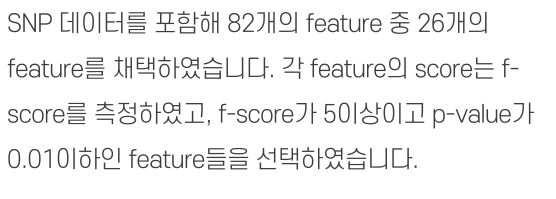 SNP 데이터를 포함해 82개의 feature 중 26개의
feature를 채택하였습니다. 각 feature의 score는 f-
score를 측정하였고, f-score가 5이상이고 p-value가
0.01이하인 feature들을 선택하였습니다.